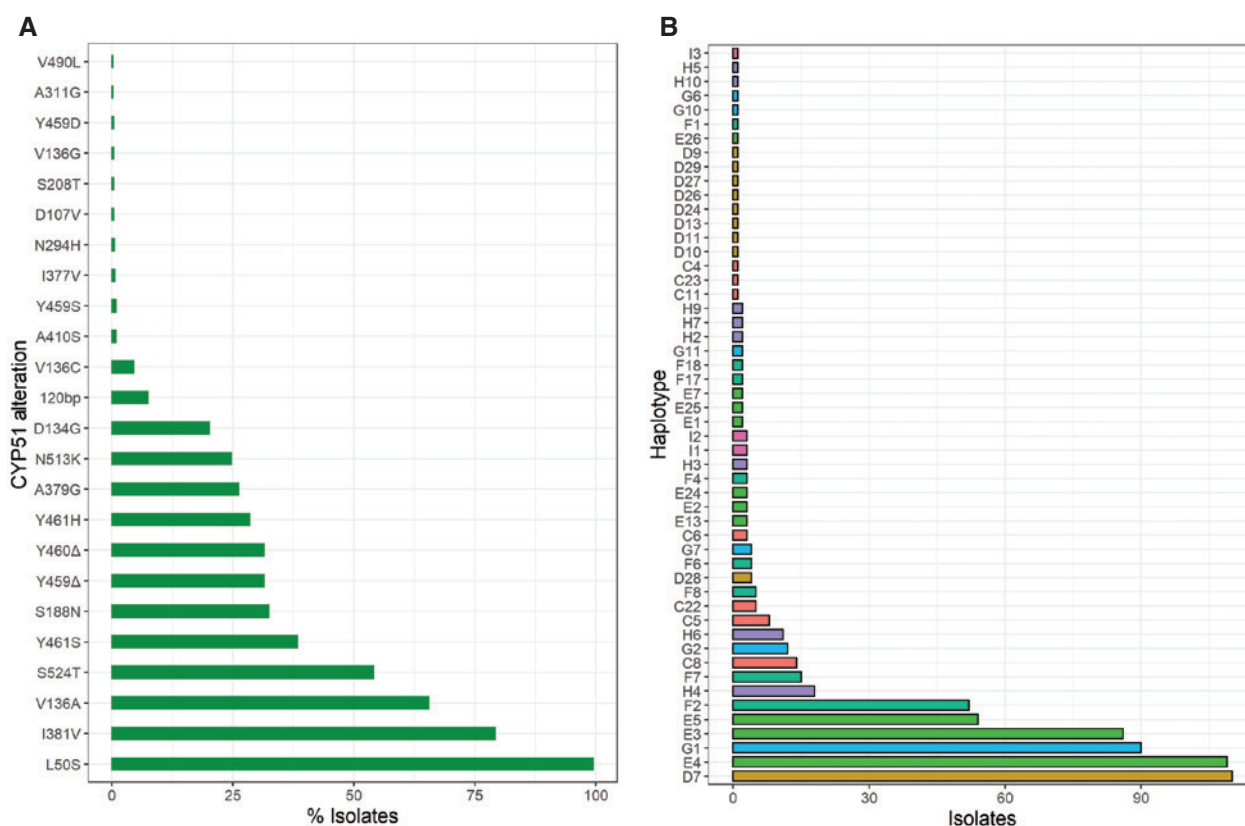 A
V490L
A311G
Y459D
V136G
S208T
D107V
N294H
I377V
Y459S
A410S
V136C
120bp
D134G
N513K
A379G
Y461H
Y460Δ
Y459Δ
S188N
Y461S
S524T
V136A
I381V
L50S
CYP51 alteration
0 25 50 75 100
% Isolates
B
I3
H5
H10
G6
G10
F1
E26
D9
D29
D27
D26
D24
D13
D11
D10
C4
C23
C11
H9
H7
H2
G11
F18
F17
E7
E25
E1
I2
I1
H3
F4
E24
E2
E13
C6
G7
F6
D28
F8
C22
C5
H6
G2
C8
F7
H4
F2
E5
E3
G1
E4
D7
Haplotype
0 30 60 90
Isolates